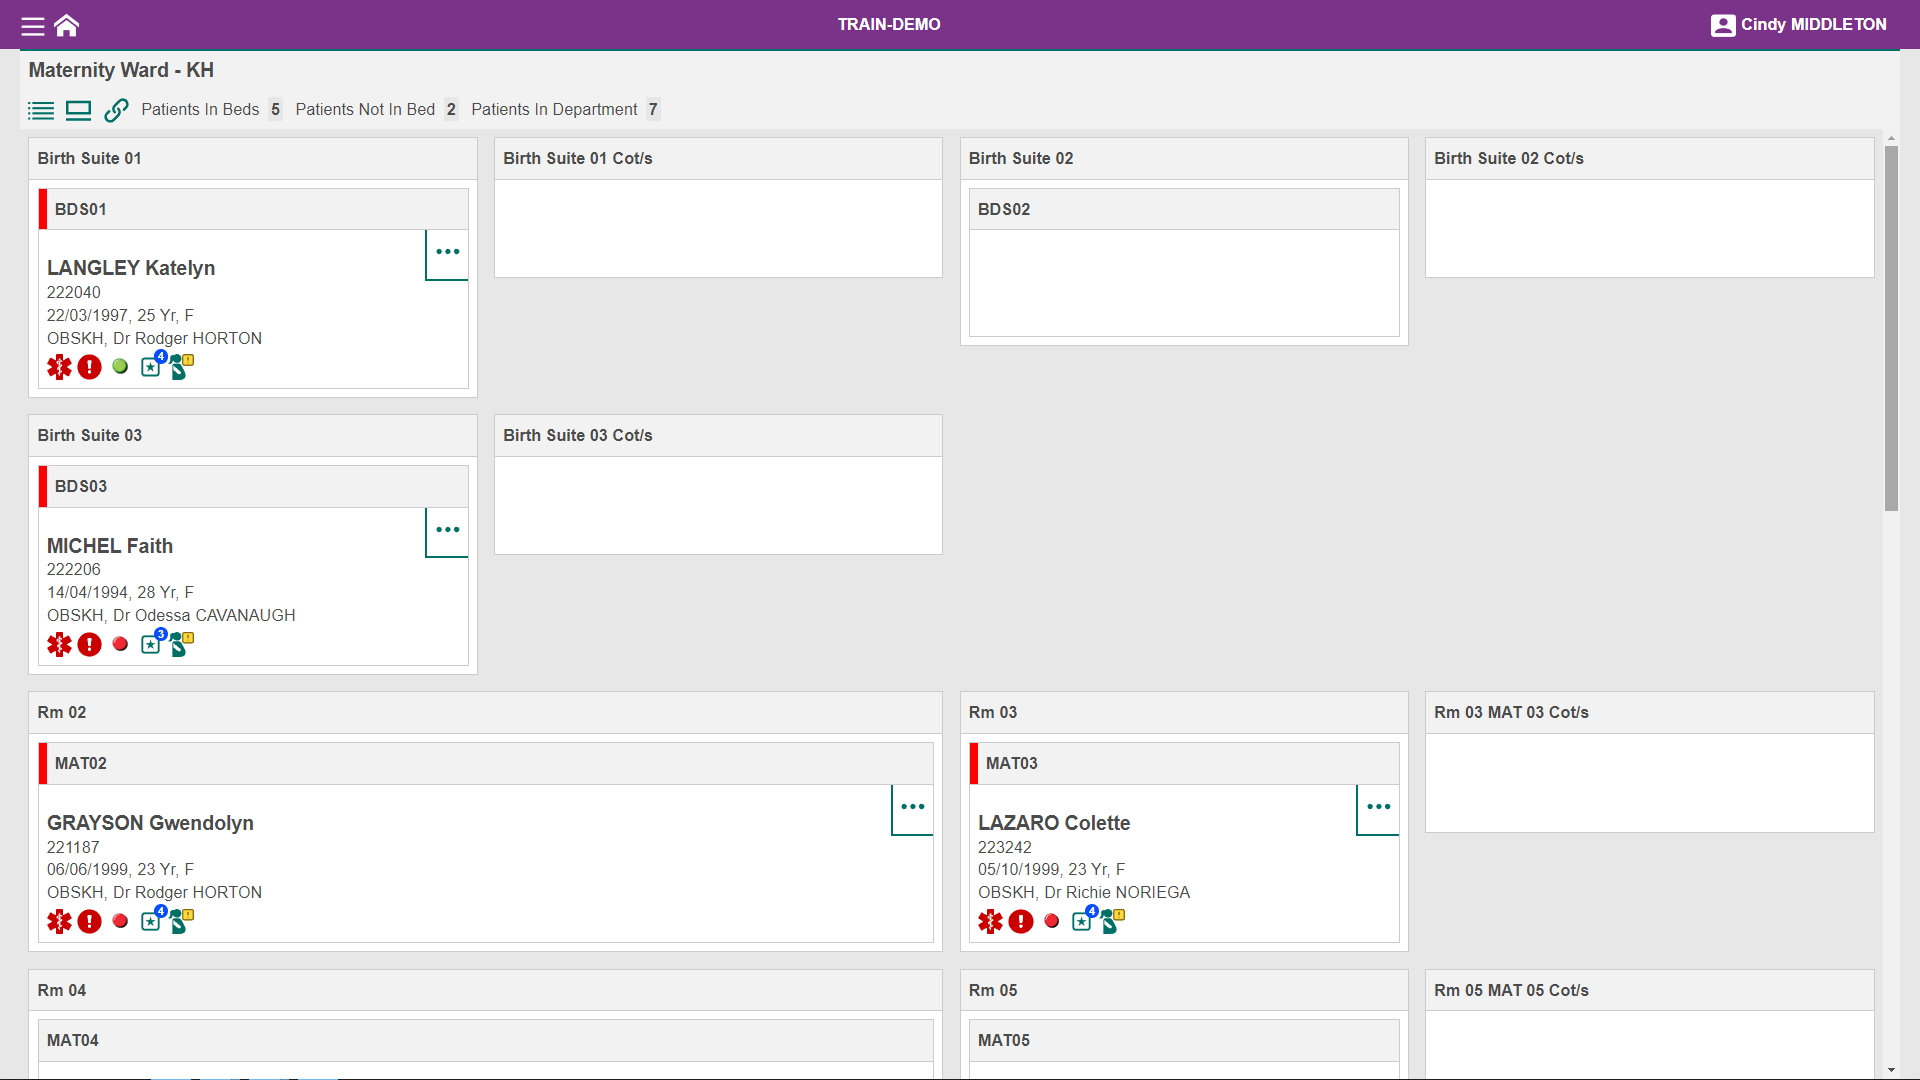 TRAIN-DEMO
Cindy MIDDLETON
Maternity Ward - KH
Patients In Beds 5 Patients Not In Bed 2 Patients In Department 7
Birth Suite 01
BDS01
LANGLEY Katelyn
222040
22/03/1997, 25 Yr, F
OBSKH, Dr Rodger HORTON
4
Birth Suite 01 Cot/s
Birth Suite 02
BDS02
Birth Suite 02 Cot/s
Birth Suite 03
BDS03
MICHEL Faith
222206
14/04/1994, 28 Yr, F
OBSKH, Dr Odessa CAVANAUGH
3
Birth Suite 03 Cot/s
Rm 02
MAT02
GRAYSON Gwendolyn
221187
06/06/1999, 23 Yr, F
OBSKH, Dr Rodger HORTON
4
Rm 03
MAT03
LAZARO Colette
223242
05/10/1999, 23 Yr, F
OBSKH, Dr Richie NORIEGA
4
Rm 03 MAT 03 Cot/s
Rm 04
MAT04
Rm 05
MAT05
Rm 05 MAT 05 Cot/s